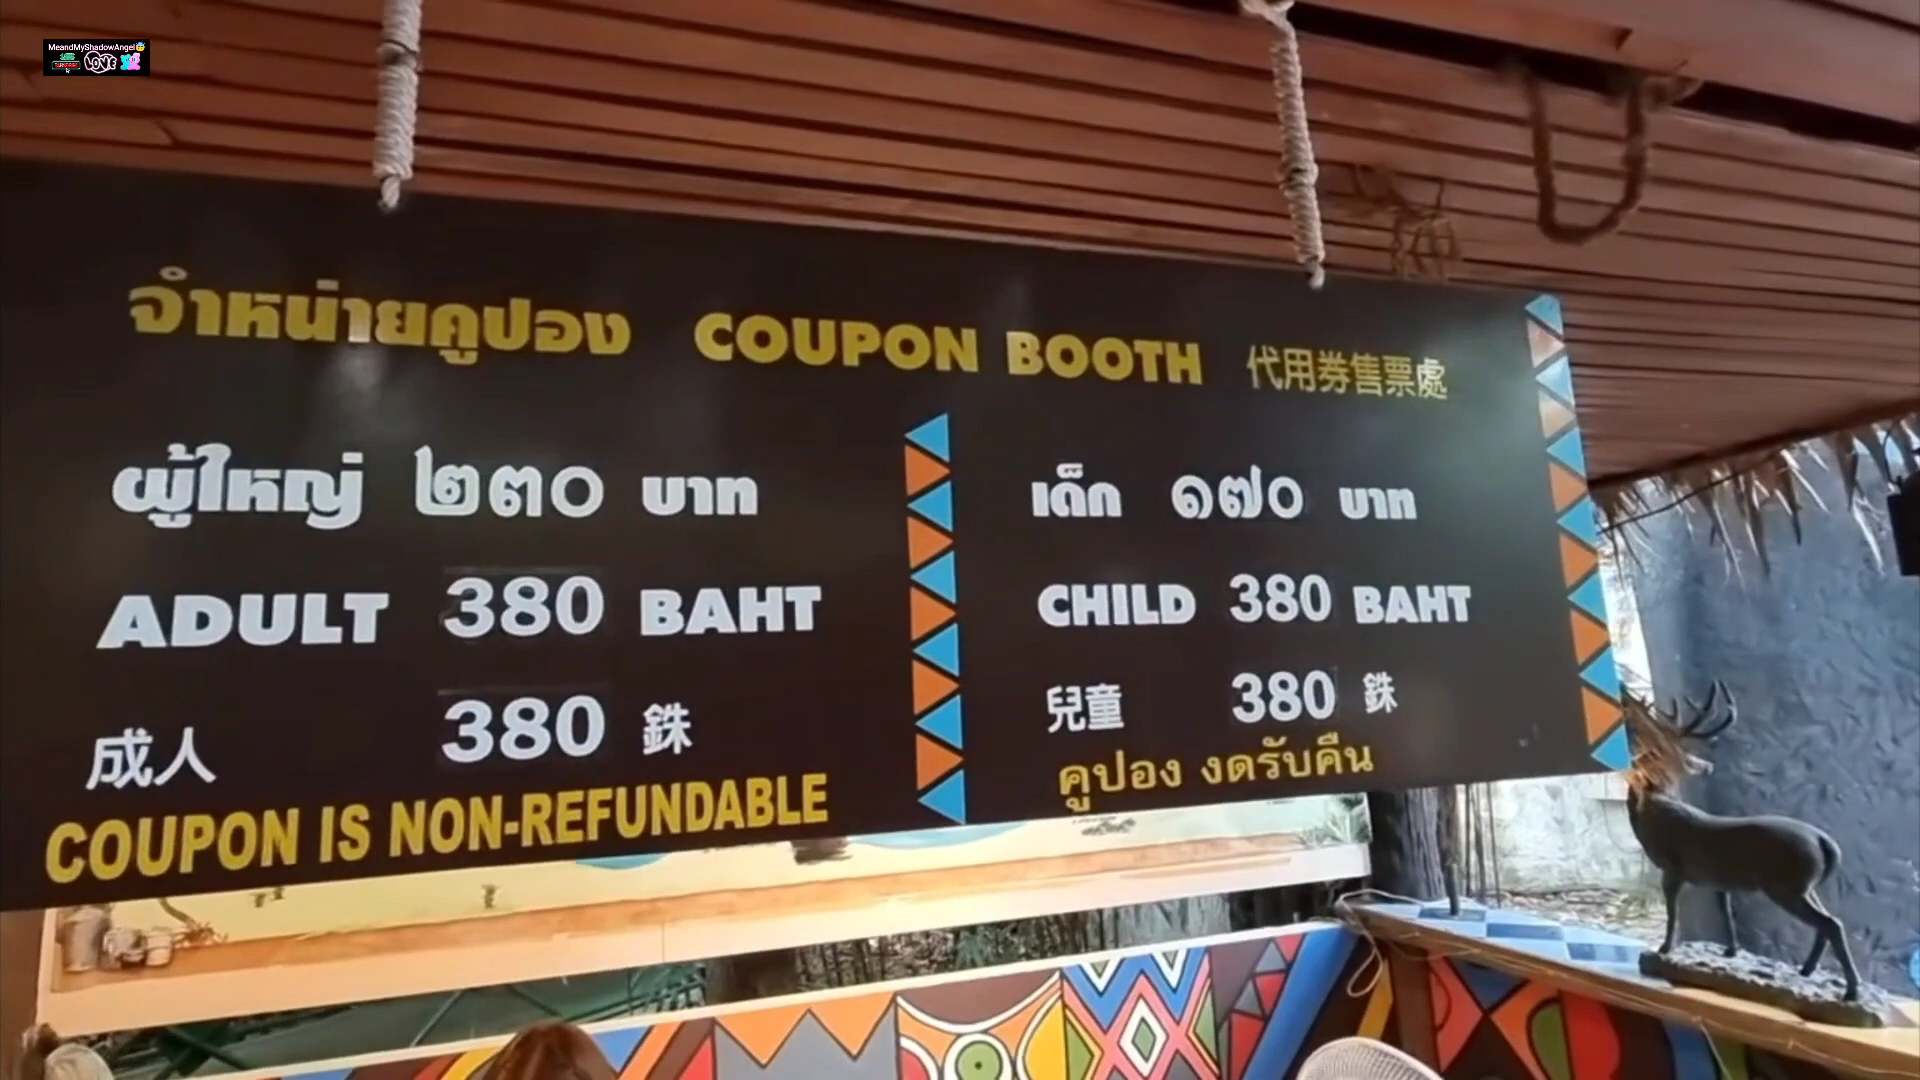 MeandMyShadowAngel
LOVE
จำหน่ายคูปอง COUPON BOOTH 代用券售票處
ผู้ใหญ่ ๒๓๐ บาท
ADULT 380 BAHT
成人 380 銖
COUPON IS NON-REFUNDABLE
เด็ก ๑๗๐ บาท
CHILD 380 BAHT
兒童 380 銖
คูปอง งดรับคืน